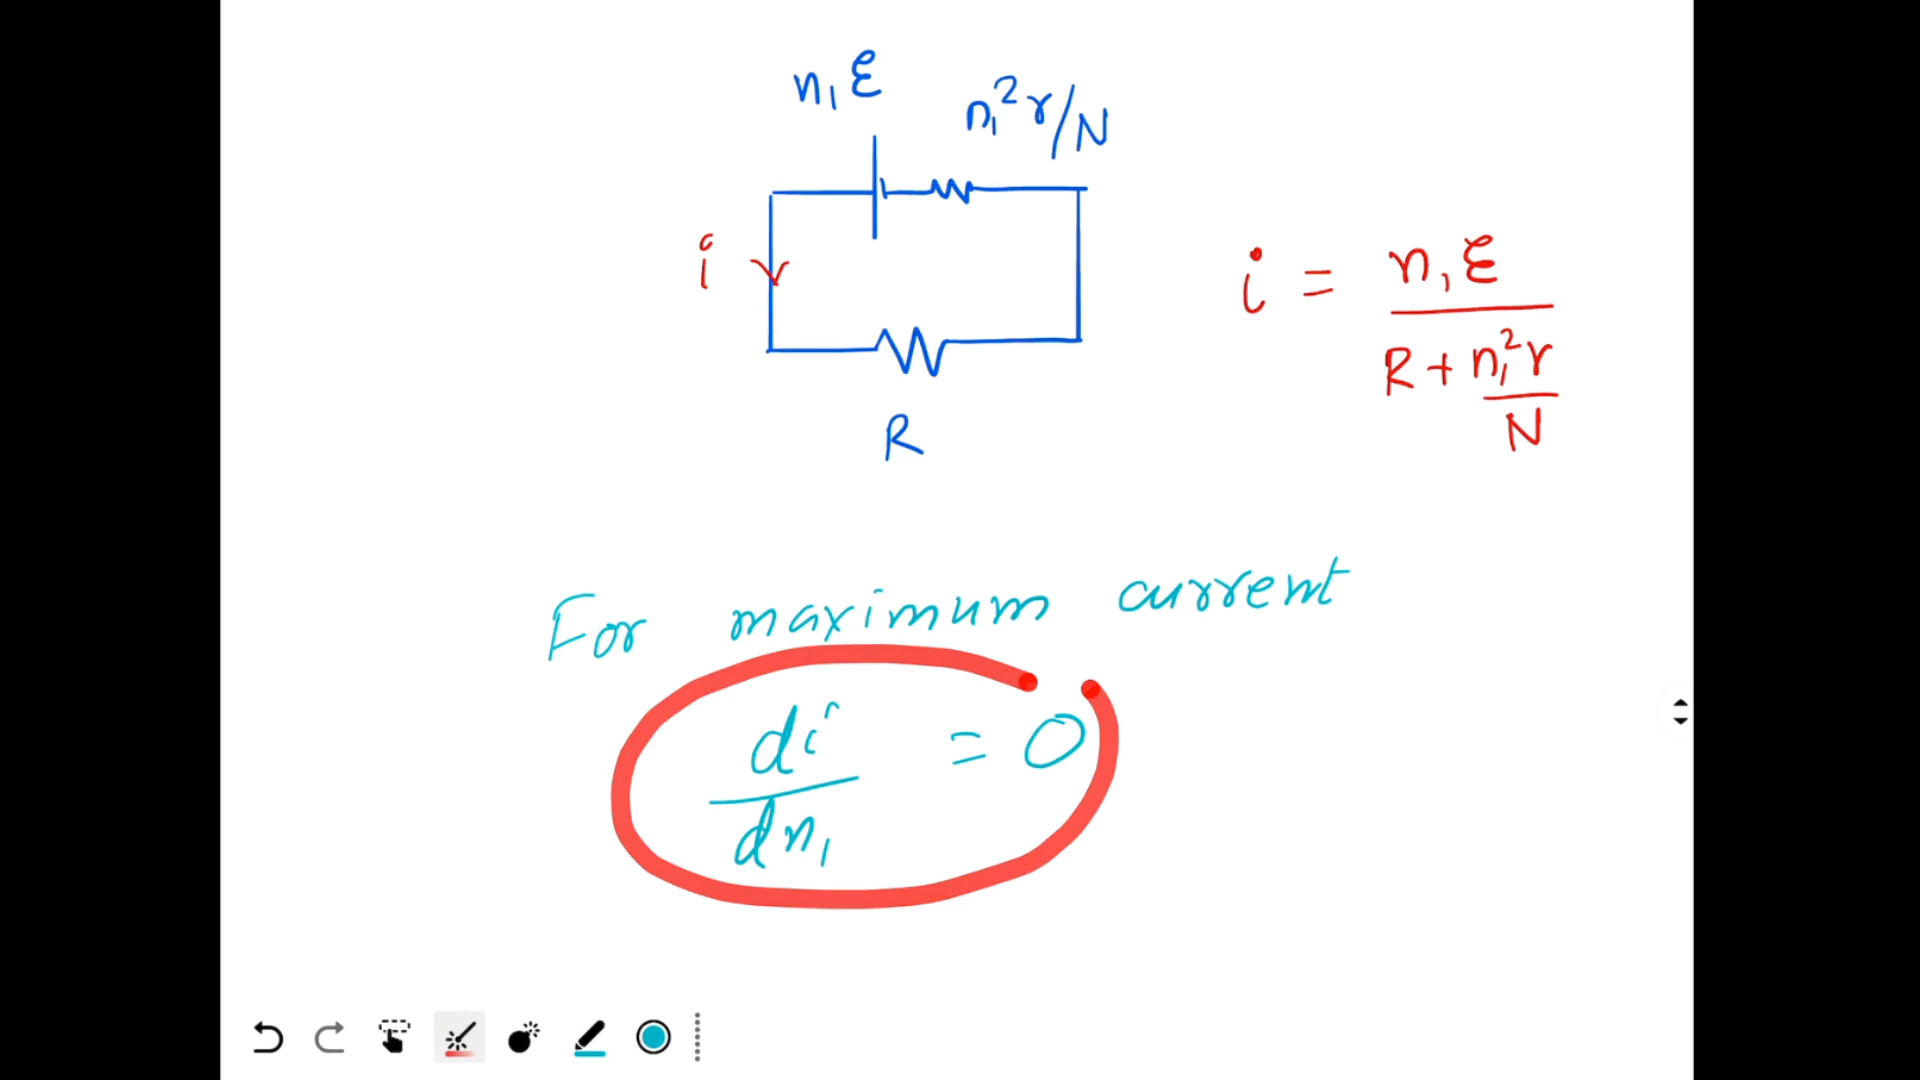 n₁ε
n₁²r/N
i
R
i = n₁ε
R + n₁²r
N
For maximum current
di = 0
dn₁